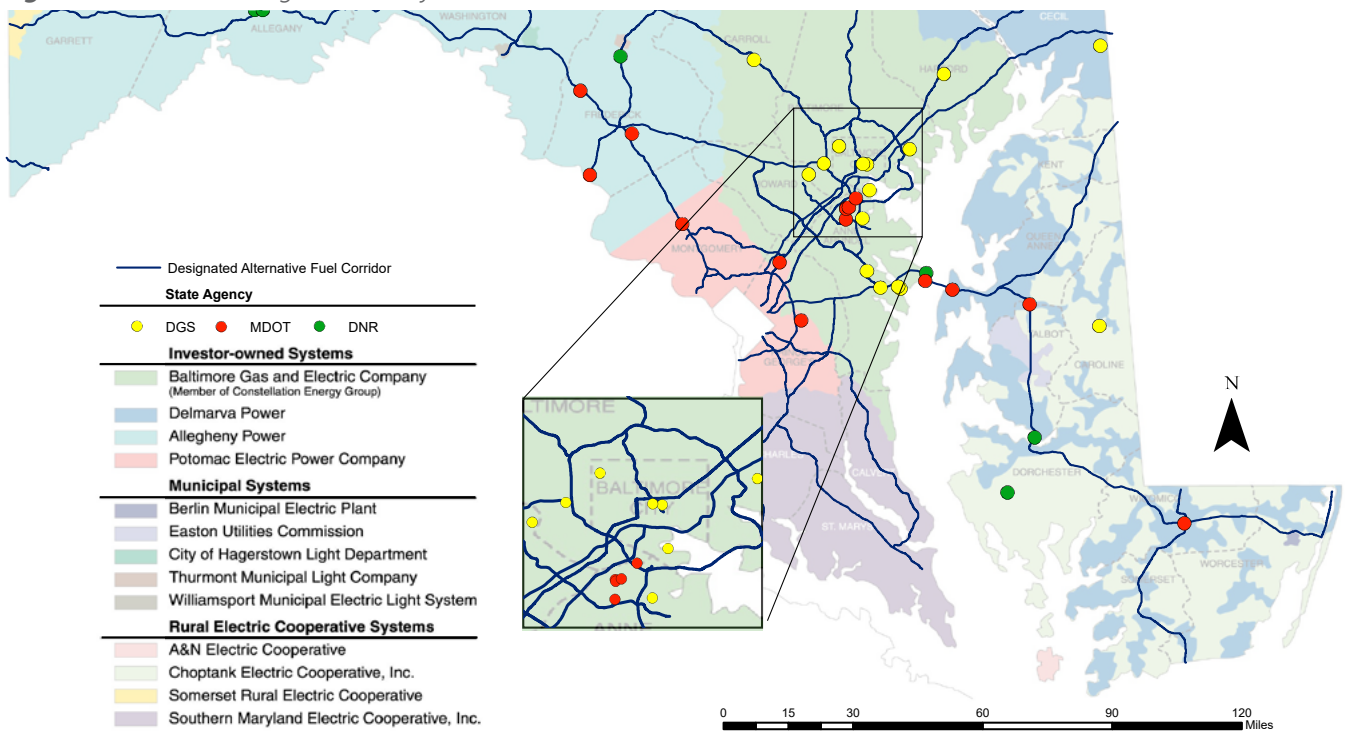 GARRETT
ALLEGANY
WASHINGTON
FREDERICK
CARROLL
HARFORD
CECIL
BALTIMORE
KENT
HOWARD
MONTGOMERY
QUEEN
ANNE'S
TALBOT
CAROLINE
GEORGE
CHARLES
CALVERT
ST. MARY'S
DORCHESTER
WICOMICO
SOMERSET
WORCESTER
Designated Alternative Fuel Corridor
State Agency
DGS MDOT DNR
Investor-owned Systems
Baltimore Gas and Electric Company
(Member of Constellation Energy Group)
Delmarva Power
Allegheny Power
Potomac Electric Power Company
Municipal Systems
Berlin Municipal Electric Plant
Easton Utilities Commission
City of Hagerstown Light Department
Thurmont Municipal Light Company
Williamsport Municipal Electric Light System
Rural Electric Cooperative Systems
A&N Electric Cooperative
Choptank Electric Cooperative, Inc.
Somerset Rural Electric Cooperative
Southern Maryland Electric Cooperative, Inc.
LTIMORE
BALTIMORE
CITY
ANNE
N
0 15 30 60 90 120
Miles